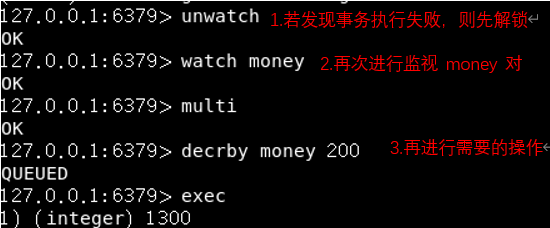 127.0.0.1:6379> unwatch 1.若发现事务执行失败，则先解锁↵
OK
127.0.0.1:6379> watch money 2.再次进行监视 money 对
OK
127.0.0.1:6379> multi
OK
127.0.0.1:6379> decrby money 200 3.再进行需要的操作↵
QUEUED
127.0.0.1:6379> exec
1) (integer) 1300